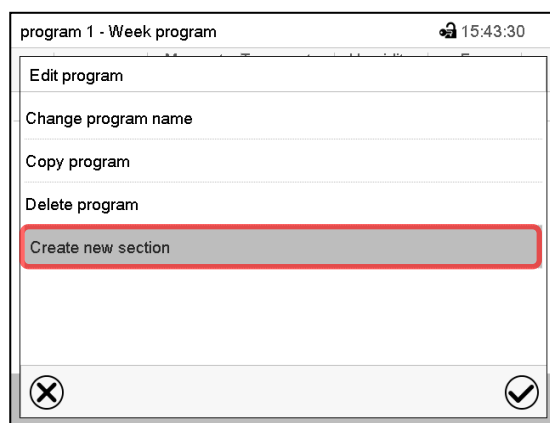 program 1 - Week program 15:43:30
Edit program
Change program name
Copy program
Delete program
Create new section